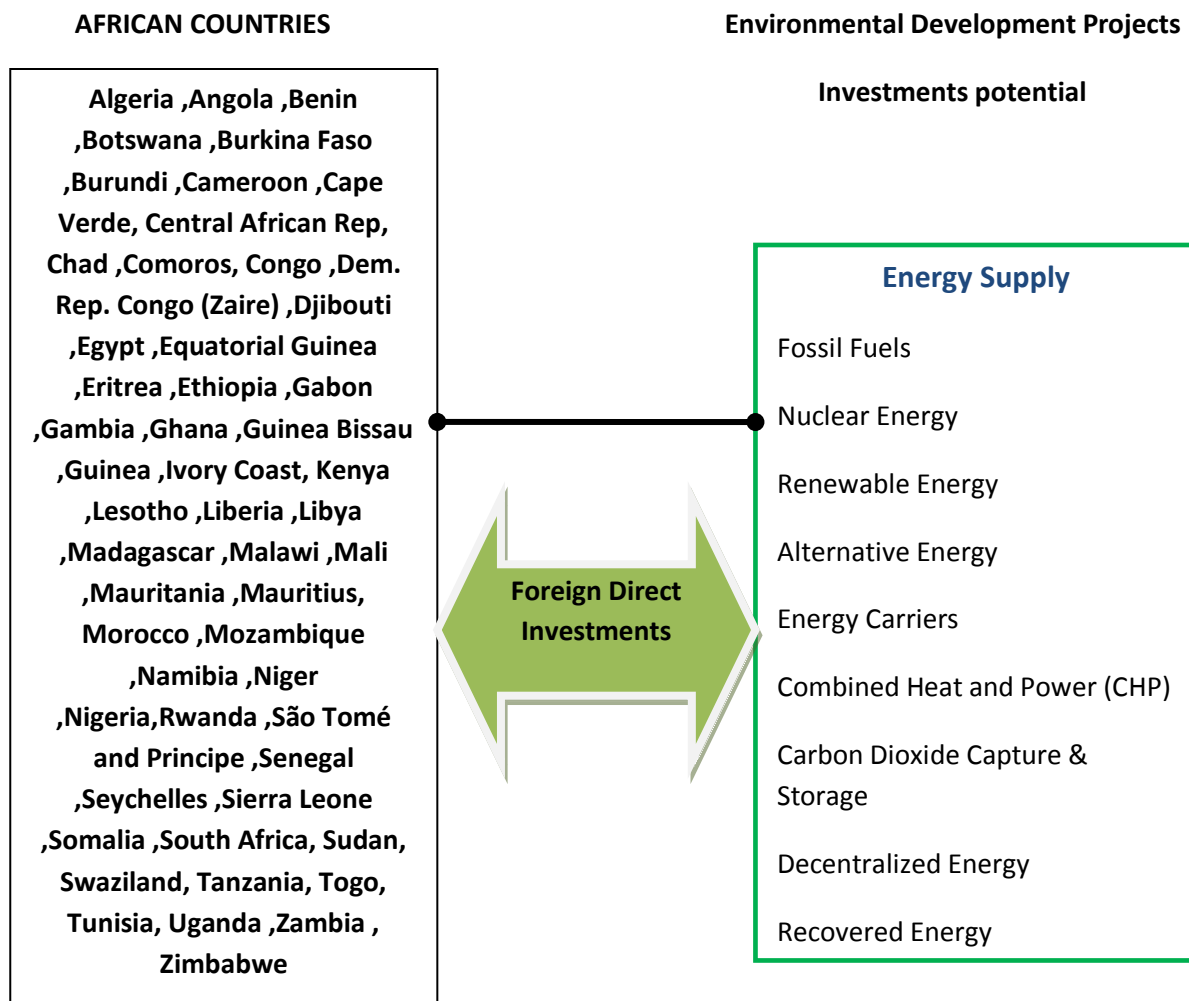 AFRICAN COUNTRIES
Algeria ,Angola ,Benin
,Botswana ,Burkina Faso
,Burundi ,Cameroon ,Cape
Verde, Central African Rep,
Chad ,Comoros, Congo ,Dem.
Rep. Congo (Zaire) ,Djibouti
,Egypt ,Equatorial Guinea
,Eritrea ,Ethiopia ,Gabon
,Gambia ,Ghana ,Guinea Bissau
,Guinea ,Ivory Coast, Kenya
,Lesotho ,Liberia ,Libya
,Madagascar ,Malawi ,Mali
,Mauritania ,Mauritius,
Morocco ,Mozambique
,Namibia ,Niger
,Nigeria,Rwanda ,São Tomé
and Principe ,Senegal
,Seychelles ,Sierra Leone
,Somalia ,South Africa, Sudan,
Swaziland, Tanzania, Togo,
Tunisia, Uganda ,Zambia ,
Zimbabwe
Foreign Direct
Investments
Environmental Development Projects
Investments potential
Energy Supply
Fossil Fuels
Nuclear Energy
Renewable Energy
Alternative Energy
Energy Carriers
Combined Heat and Power (CHP)
Carbon Dioxide Capture &
Storage
Decentralized Energy
Recovered Energy